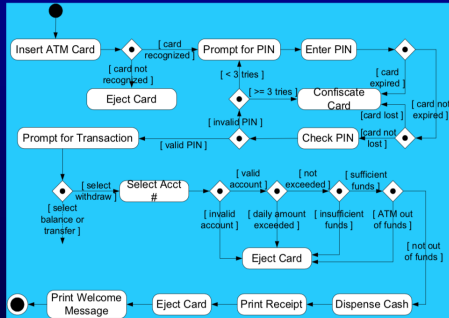 Insert ATM Card
[ card
recognized ]
Prompt for PIN
Enter PIN
[ card not
recognized ]
[ < 3 tries ]
[ card
expired ]
Eject Card
[ >= 3 tries ]
Confiscate
Card
[ card not
expired ]
[card lost ]
[ invalid PIN ]
Prompt for Transaction
[ valid PIN ]
Check PIN
[card not
lost ]
[ select
withdraw ]
Select Acct
#
[ valid
account ]
[ not
exceeded ]
[ sufficient
funds ]
[ select
balance or
transfer ]
[ invalid
account ]
[ daily amount
exceeded ]
[ insufficient
funds ]
[ ATM out
of funds ]
[ not out
of funds ]
Eject Card
Print Welcome
Message
Eject Card
Print Receipt
Dispense Cash